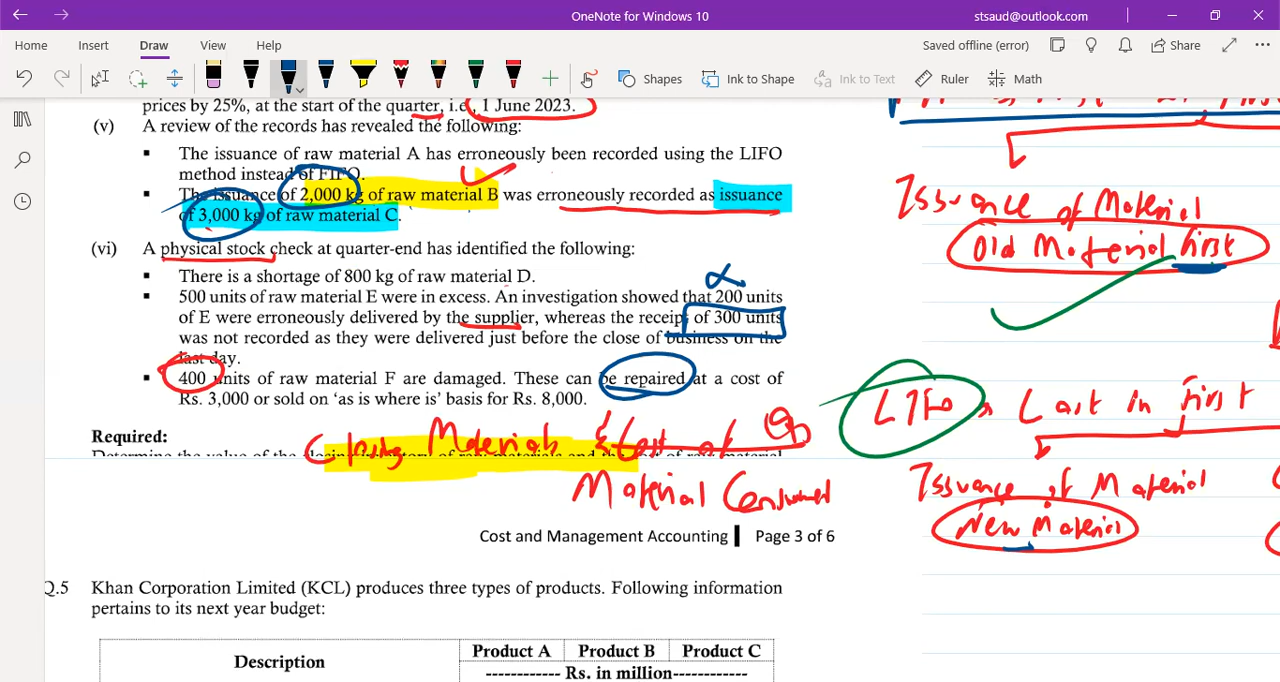 OneNote for Windows 10
stsaud@outlook.com
Home Insert Draw View Help
Saved offline (error)
Share
Shapes
Ink to Shape
Ink to Text
Ruler
Math
prices by 25%, at the start of the quarter, i.e., 1 June 2023.
(v) A review of the records has revealed the following:
▪ The issuance of raw material A has erroneously been recorded using the LIFO
method instead of FIFO.
▪ The issuance of 2,000 kg of raw material B was erroneously recorded as issuance
of 3,000 kg of raw material C.
(vi) A physical stock check at quarter-end has identified the following:
▪ There is a shortage of 800 kg of raw material D.
▪ 500 units of raw material E were in excess. An investigation showed that 200 units
of E were erroneously delivered by the supplier, whereas the receipt of 300 units
was not recorded as they were delivered just before the close of business on the
last day.
▪ 400 units of raw material F are damaged. These can be repaired at a cost of
Rs. 3,000 or sold on 'as is where is' basis for Rs. 8,000.
Required:
Closing Materials & Cost of
Material Consumed
Cost and Management Accounting Page 3 of 6
Q.5 Khan Corporation Limited (KCL) produces three types of products. Following information
pertains to its next year budget:
Description
Product A Product B Product C
------------ Rs. in million------------
Issuance of Material
Old Material first
LIFO Last in first
Issuance of Material
New Material